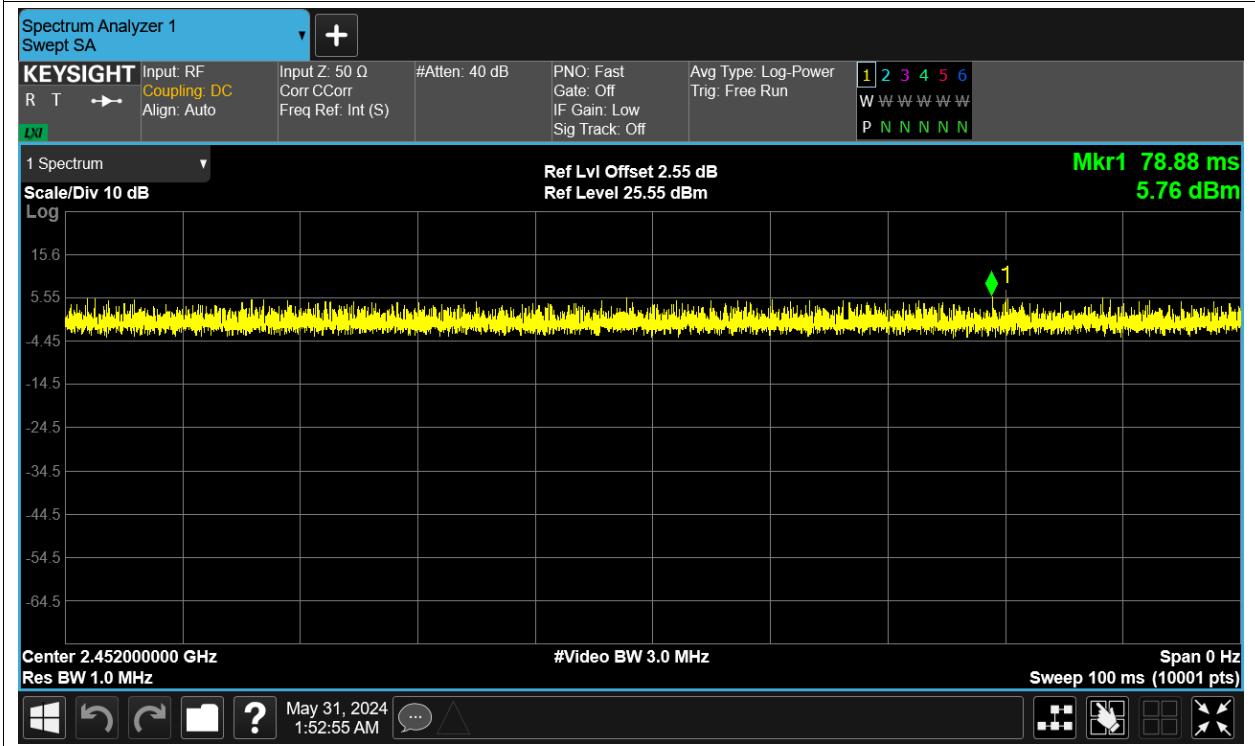 Spectrum Analyzer 1
Swept SA
KEYSIGHT
R T
LXI
Input: RF
Coupling: DC
Align: Auto
Input Z: 50 Ω
Corr CCorr
Freq Ref: Int (S)
#Atten: 40 dB
PNO: Fast
Gate: Off
IF Gain: Low
Sig Track: Off
Avg Type: Log-Power
Trig: Free Run
1 2 3 4 5 6
W W W W W W
P N N N N N
1 Spectrum
Scale/Div 10 dB
Log
Ref Lvl Offset 2.55 dB
Ref Level 25.55 dBm
Mkr1 78.88 ms
5.76 dBm
15.6
5.55
-4.45
-14.5
-24.5
-34.5
-44.5
-54.5
-64.5
1
Center 2.452000000 GHz
Res BW 1.0 MHz
#Video BW 3.0 MHz
Span 0 Hz
Sweep 100 ms (10001 pts)
?
May 31, 2024
1:52:55 AM